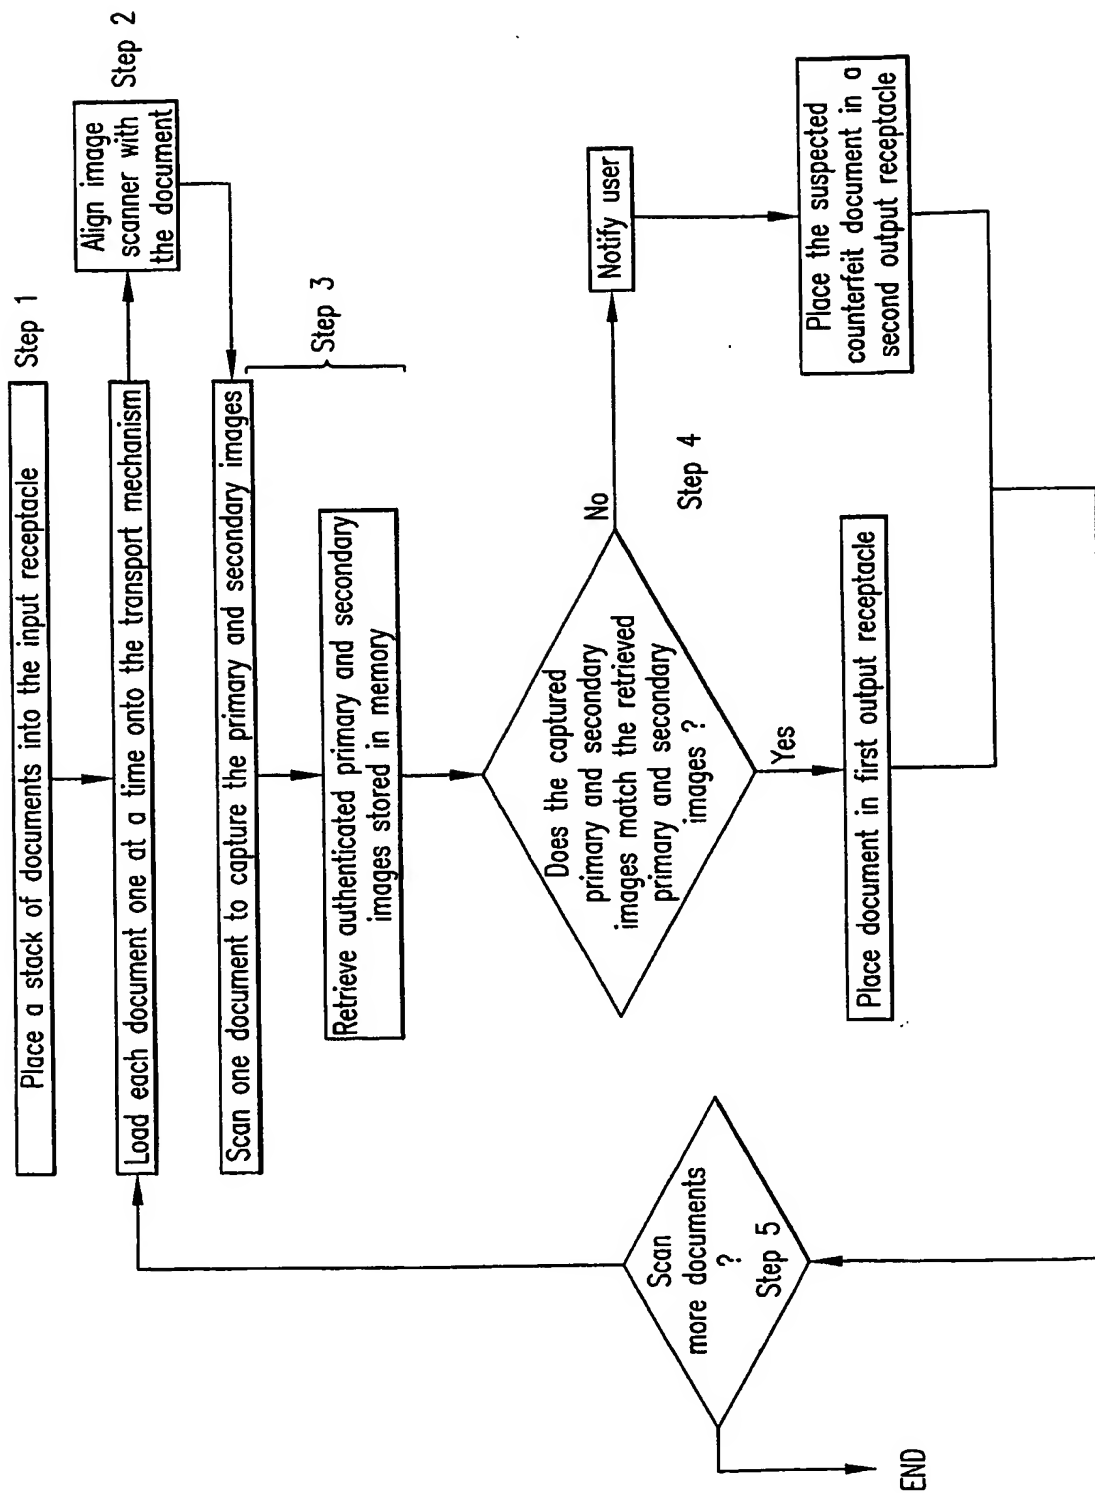 Place a stack of documents into the input receptacle
Step 1
Load each document one at a time onto the transport mechanism
Align image
scanner with
the document
Step 2
Scan one document to capture the primary and secondary images
Retrieve authenticated primary and secondary
images stored in memory
Step 3
Does the captured
primary and secondary
images match the retrieved
primary and secondary
images ?
No
Step 4
Notify user
Place the suspected
counterfeit document in a
second output receptacle
Yes
Place document in first output receptacle
Scan
more documents
?
Step 5
END